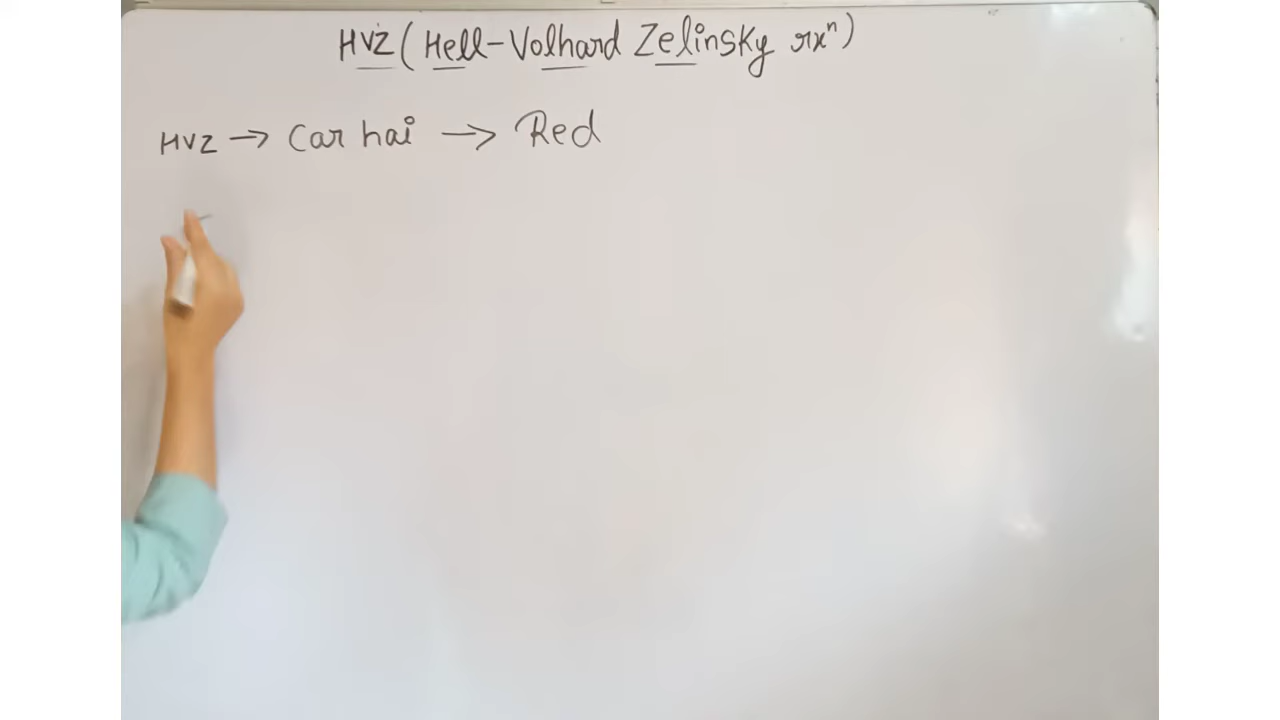 HVZ (Hell-Volhard Zelinsky rxⁿ)
HVZ → Car hai → Red